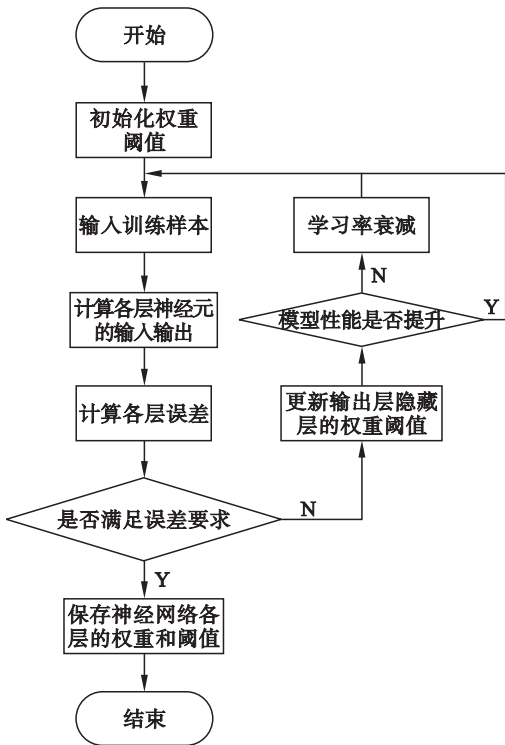 开始
初始化权重
阈值
输入训练样本
计算各层神经元
的输入输出
计算各层误差
是否满足误差要求
N
Y
保存神经网络各
层的权重和阈值
结束
更新输出层隐藏
层的权重阈值
模型性能是否提升
N
Y
学习率衰减